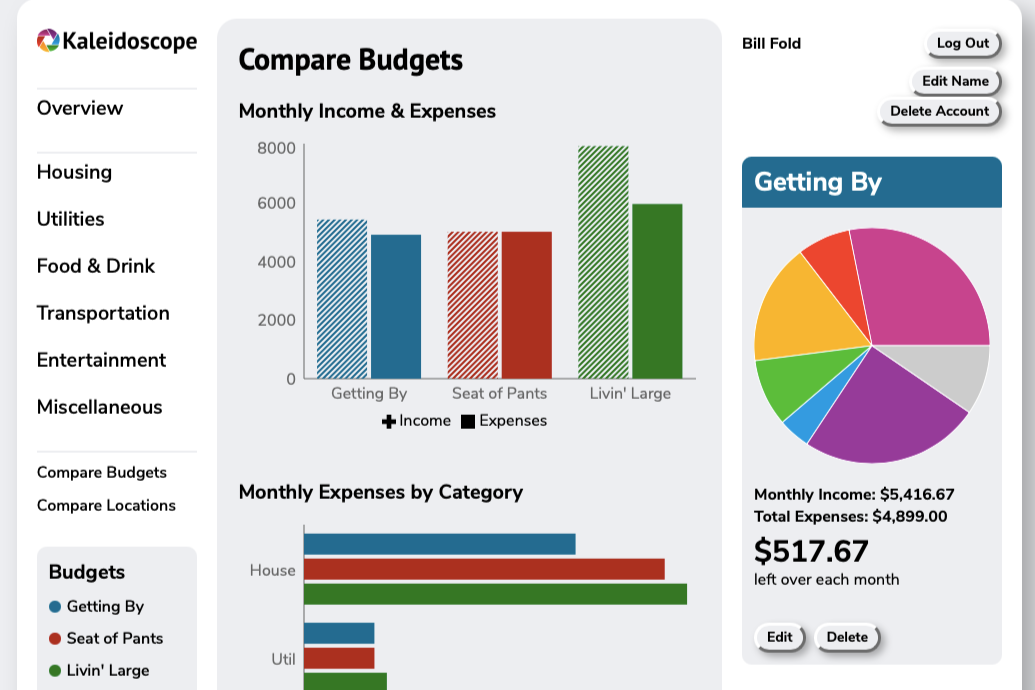 Kaleidoscope
Overview
Housing
Utilities
Food & Drink
Transportation
Entertainment
Miscellaneous
Compare Budgets
Compare Locations
Budgets
Getting By
Seat of Pants
Livin' Large
Compare Budgets
Monthly Income & Expenses
8000
6000
4000
2000
0
Getting By Seat of Pants Livin' Large
Income Expenses
Monthly Expenses by Category
House
Util
Bill Fold
Log Out
Edit Name
Delete Account
Getting By
Monthly Income: $5,416.67
Total Expenses: $4,899.00
$517.67
left over each month
Edit Delete